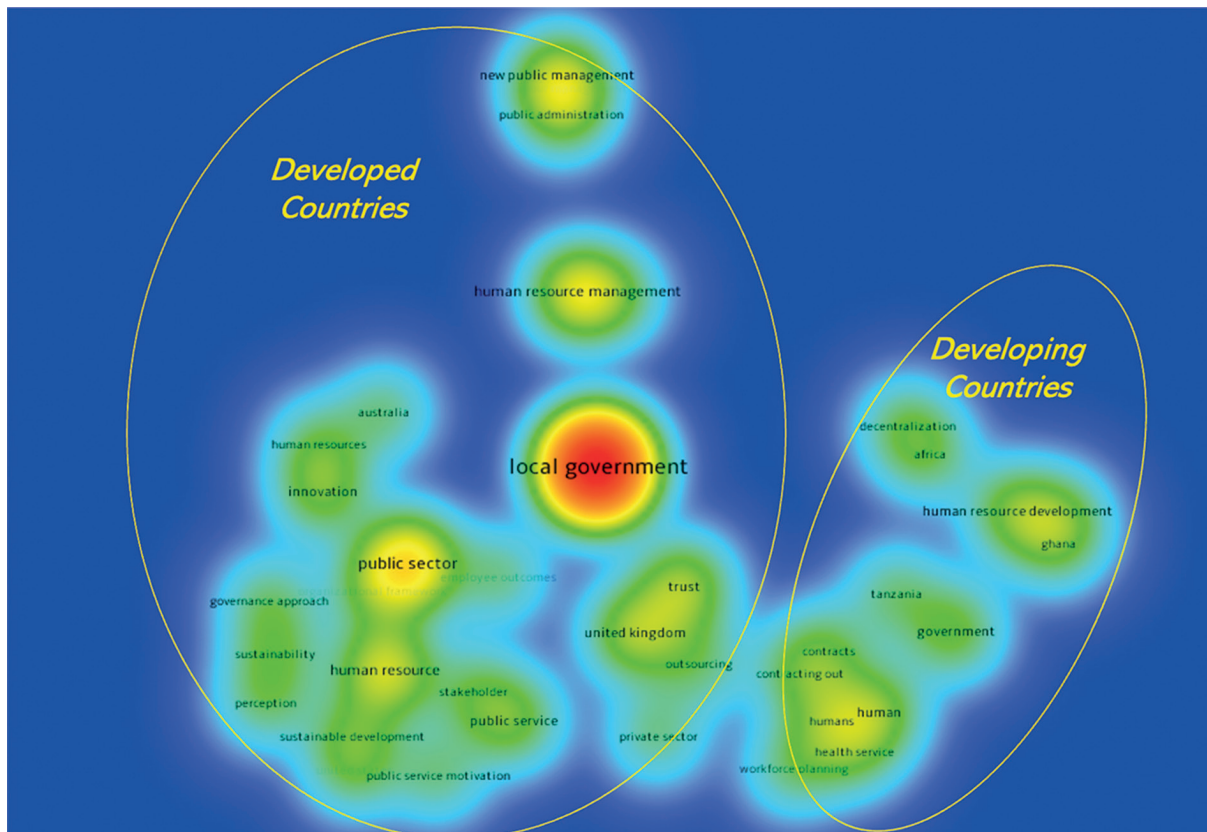 new public management
public administration
Developed
Countries
human resource management
Developing
Countries
australia
human resources
innovation
local government
decentralization
africa
human resource development
ghana
public sector
employee outcomes
governance approach
trust
tanzania
united kingdom
government
sustainability
human resource
outsourcing
contracts
contracting out
stakeholder
perception
public service
humans
human
sustainable development
private sector
health service
public service motivation
workforce planning